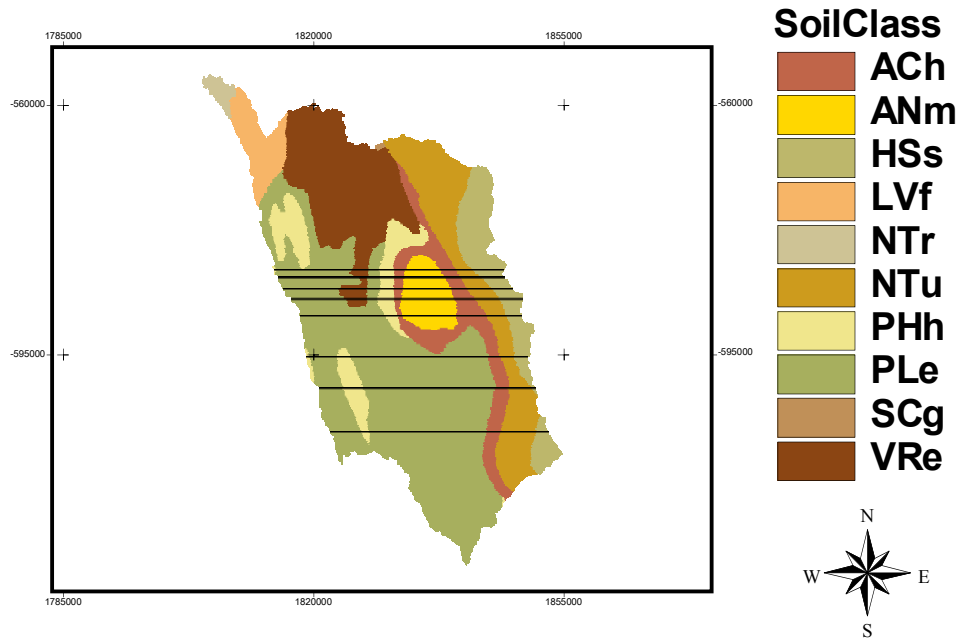 SoilClass
1785000
1820000
1855000
-560000
-560000
-595000
-595000
1785000
1820000
1855000
ACh
ANm
HSs
LVf
NTr
NTu
PHh
PLe
SCg
VRe
N
W
E
S